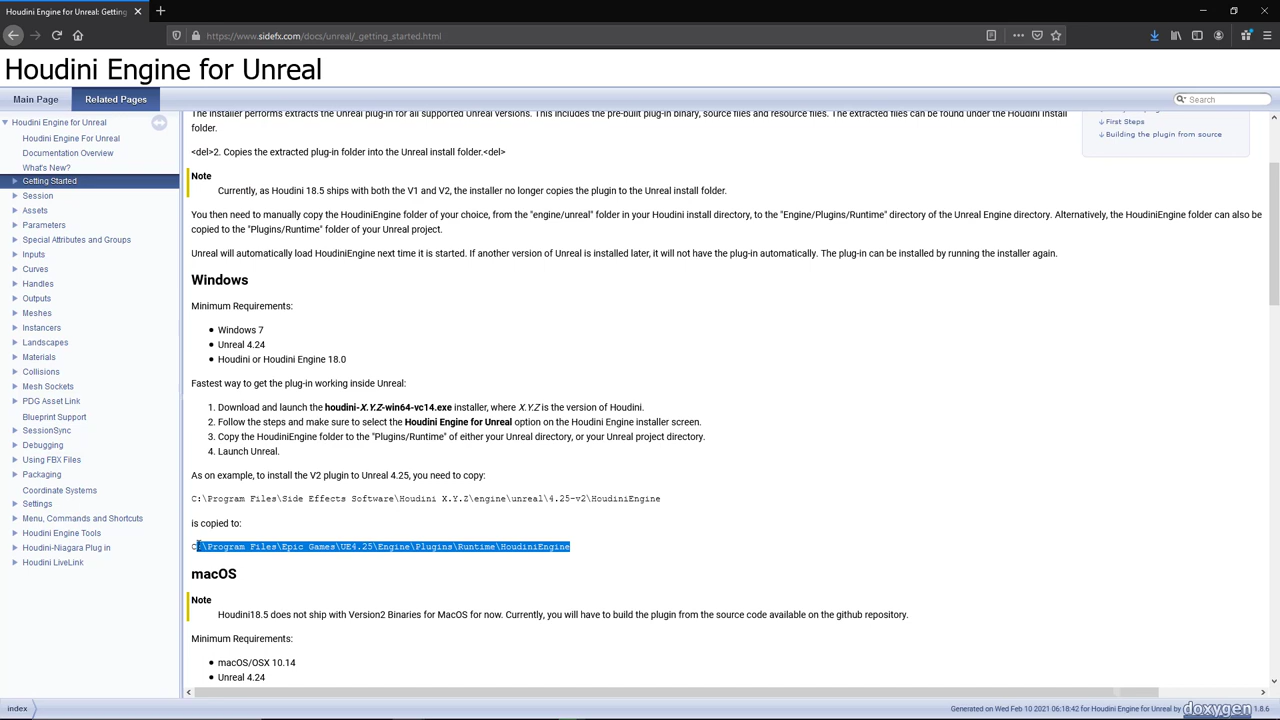 Houdini Engine for Unreal: Getting
https://www.sidefx.com/docs/unreal/_getting_started.html
Houdini Engine for Unreal
Main Page
Related Pages
Search
Houdini Engine for Unreal
Houdini Engine For Unreal
Documentation Overview
What's New?
Getting Started
Session
Assets
Parameters
Special Attributes and Groups
Inputs
Curves
Handles
Outputs
Meshes
Instancers
Landscapes
Materials
Collisions
Mesh Sockets
PDG Asset Link
Blueprint Support
SessionSync
Debugging
Using FBX Files
Packaging
Coordinate Systems
Settings
Menu, Commands and Shortcuts
Houdini Engine Tools
Houdini-Niagara Plug in
Houdini LiveLink
First Steps
Building the plugin from source
The installer performs extracts the Unreal plug-in for all supported Unreal versions. This includes the pre-built plug-in binary, source files and resource files. The extracted files can be found under the Houdini Install
folder.
<del>2. Copies the extracted plug-in folder into the Unreal install folder.<del>
Note
Currently, as Houdini 18.5 ships with both the V1 and V2, the installer no longer copies the plugin to the Unreal install folder.
You then need to manually copy the HoudiniEngine folder of your choice, from the "engine/unreal" folder in your Houdini install directory, to the "Engine/Plugins/Runtime" directory of the Unreal Engine directory. Alternatively, the HoudiniEngine folder can also be
copied to the "Plugins/Runtime" folder of your Unreal project.
Unreal will automatically load HoudiniEngine next time it is started. If another version of Unreal is installed later, it will not have the plug-in automatically. The plug-in can be installed by running the installer again.
Windows
Minimum Requirements:
Windows 7
Unreal 4.24
Houdini or Houdini Engine 18.0
Fastest way to get the plug-in working inside Unreal:
1. Download and launch the houdini-X.Y.Z-win64-vc14.exe installer, where X.Y.Z is the version of Houdini.
2. Follow the steps and make sure to select the Houdini Engine for Unreal option on the Houdini Engine installer screen.
3. Copy the HoudiniEngine folder to the "Plugins/Runtime" of either your Unreal directory, or your Unreal project directory.
4. Launch Unreal.
As on example, to install the V2 plugin to Unreal 4.25, you need to copy:
C:\Program Files\Side Effects Software\Houdini X.Y.Z\engine\unreal\4.25-v2\HoudiniEngine
is copied to:
C:\Program Files\Epic Games\UE4.25\Engine\Plugins\Runtime\HoudiniEngine
macOS
Note
Houdini18.5 does not ship with Version2 Binaries for MacOS for now. Currently, you will have to build the plugin from the source code available on the github repository.
Minimum Requirements:
macOS/OSX 10.14
Unreal 4.24
index
Generated on Wed Feb 10 2021 06:18:42 for Houdini Engine for Unreal by doxygen 1.8.6